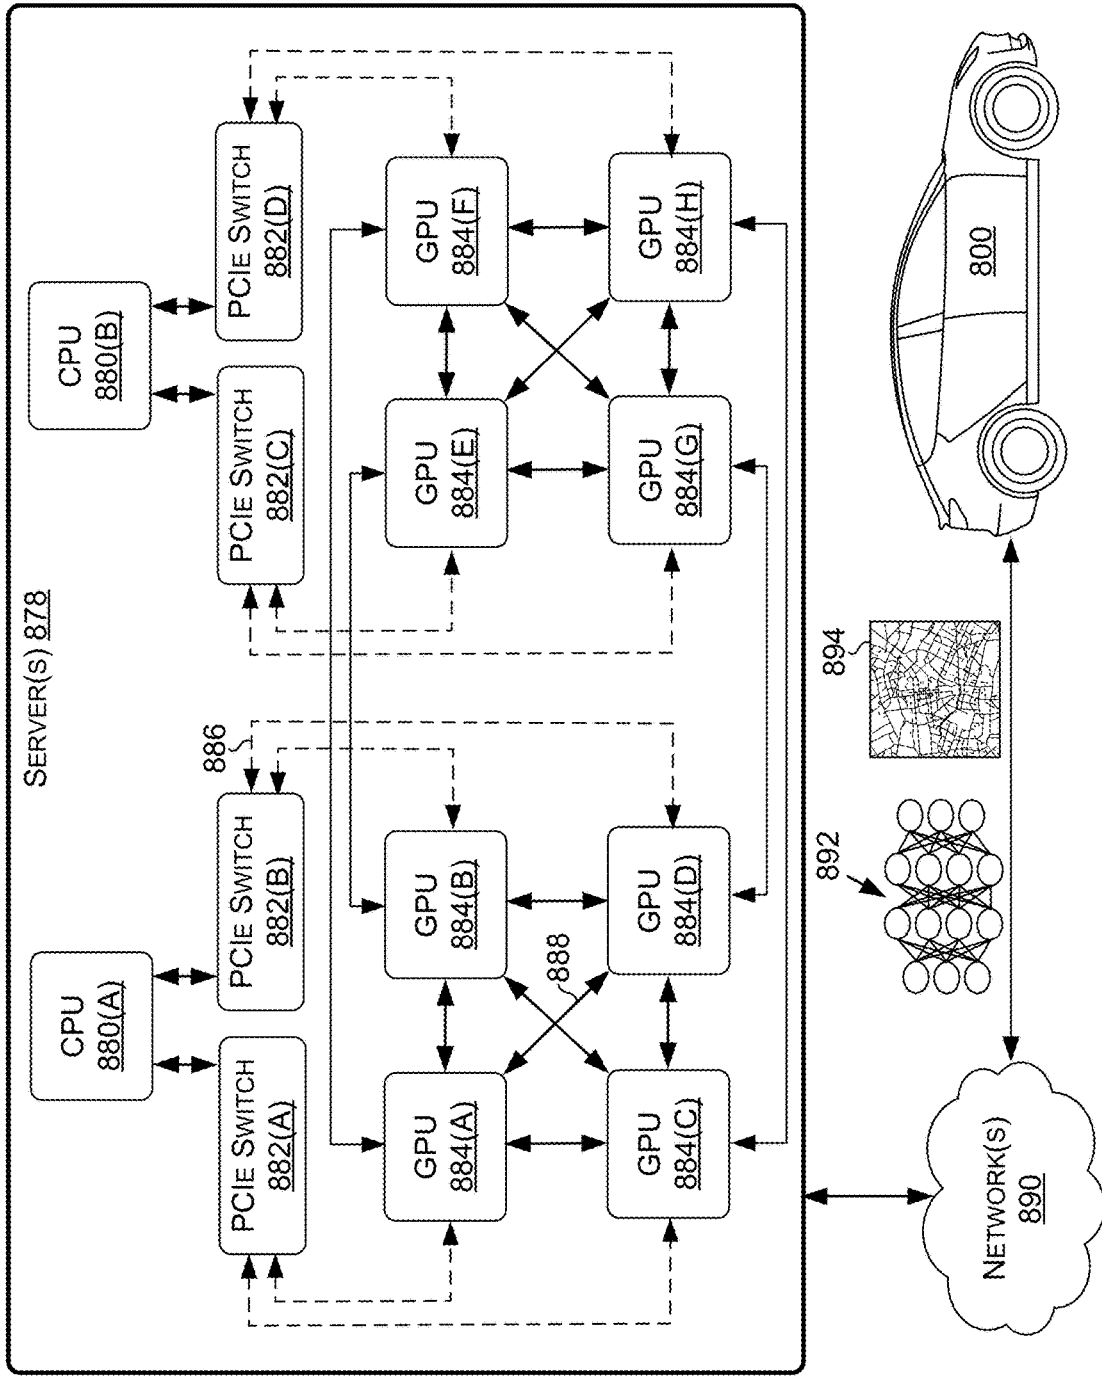 SERVER(S) 878
CPU
880(A)
CPU
880(B)
PCIE SWITCH
882(A)
PCIE SWITCH
882(B)
886
PCIE SWITCH
882(C)
PCIE SWITCH
882(D)
GPU
884(A)
GPU
884(B)
GPU
884(E)
GPU
884(F)
888
GPU
884(C)
GPU
884(D)
GPU
884(G)
GPU
884(H)
NETWORK(S)
890
892
894
800